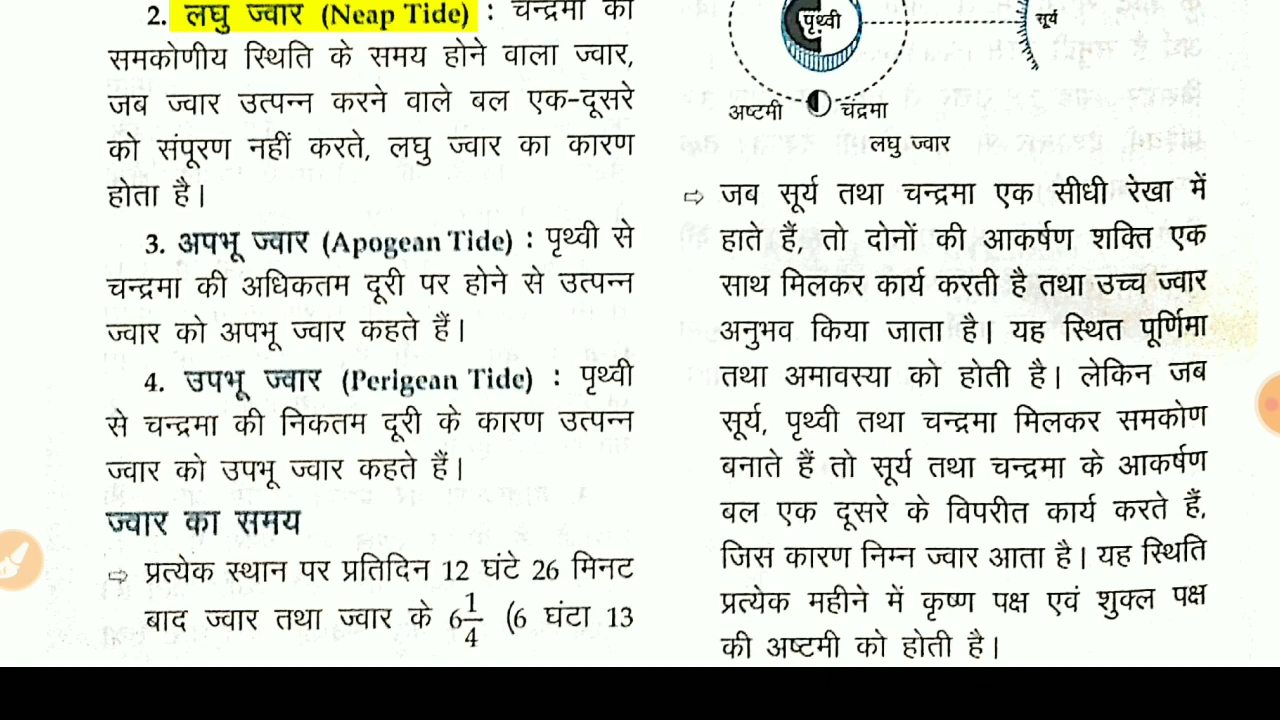 2. लघु ज्वार (Neap Tide) : चन्द्रमा की
समकोणीय स्थिति के समय होने वाला ज्वार,
जब ज्वार उत्पन्न करने वाले बल एक-दूसरे
को संपूरण नहीं करते, लघु ज्वार का कारण
होता है।
3. अपभू ज्वार (Apogean Tide) : पृथ्वी से
चन्द्रमा की अधिकतम दूरी पर होने से उत्पन्न
ज्वार को अपभू ज्वार कहते हैं।
4. उपभू ज्वार (Perigean Tide) : पृथ्वी
से चन्द्रमा की निकतम दूरी के कारण उत्पन्न
ज्वार को उपभू ज्वार कहते हैं।
ज्वार का समय
⇨ प्रत्येक स्थान पर प्रतिदिन 12 घंटे 26 मिनट
बाद ज्वार तथा ज्वार के 6 1/4 (6 घंटा 13
पृथ्वी
सूर्य
अष्टमी चंद्रमा
लघु ज्वार
⇨ जब सूर्य तथा चन्द्रमा एक सीधी रेखा में
हाते हैं, तो दोनों की आकर्षण शक्ति एक
साथ मिलकर कार्य करती है तथा उच्च ज्वार
अनुभव किया जाता है। यह स्थित पूर्णिमा
तथा अमावस्या को होती है। लेकिन जब
सूर्य, पृथ्वी तथा चन्द्रमा मिलकर समकोण
बनाते हैं तो सूर्य तथा चन्द्रमा के आकर्षण
बल एक दूसरे के विपरीत कार्य करते हैं,
जिस कारण निम्न ज्वार आता है। यह स्थिति
प्रत्येक महीने में कृष्ण पक्ष एवं शुक्ल पक्ष
की अष्टमी को होती है।